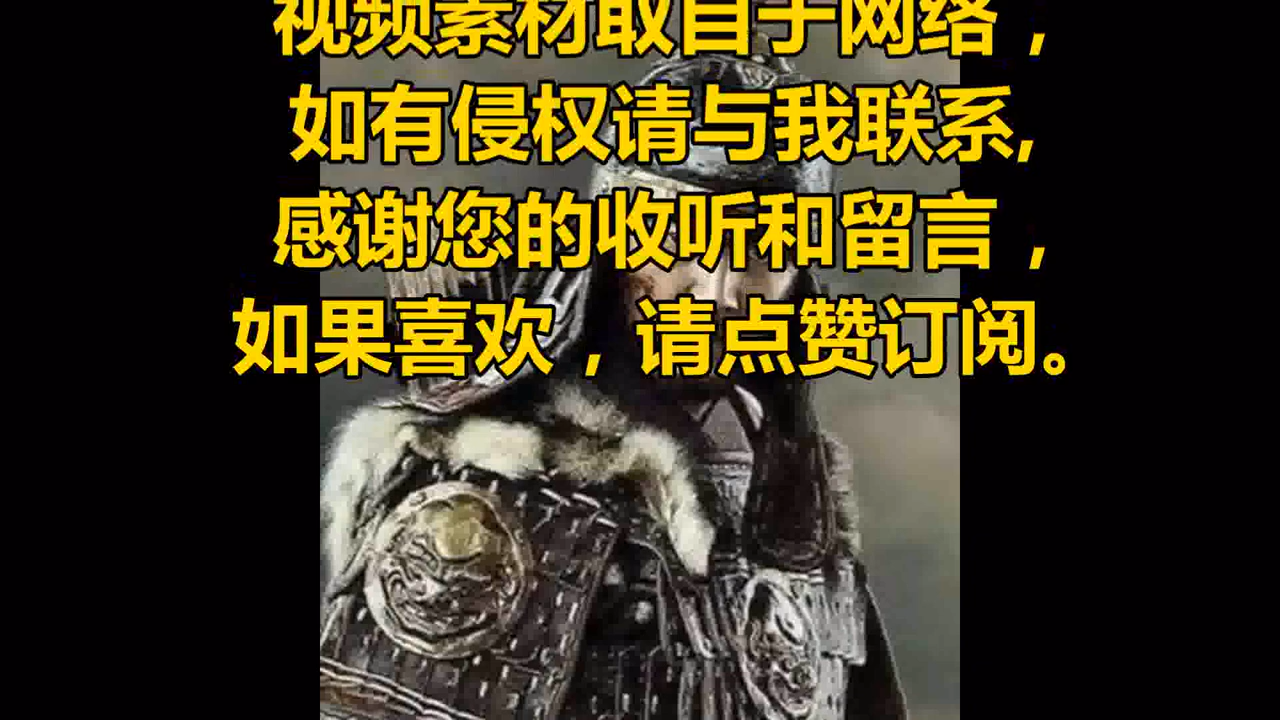 视频素材取自于网络，
如有侵权请与我联系,
感谢您的收听和留言，
如果喜欢，请点赞订阅。